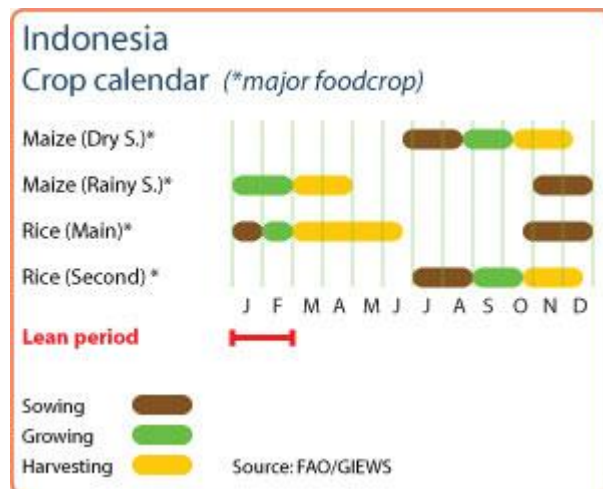 Indonesia
Crop calendar (*major foodcrop)
Maize (Dry S.)*
Maize (Rainy S.)*
Rice (Main)*
Rice (Second) *
J F M A M J J A S O N D
Lean period
Sowing
Growing
Harvesting Source: FAO/GIEWS